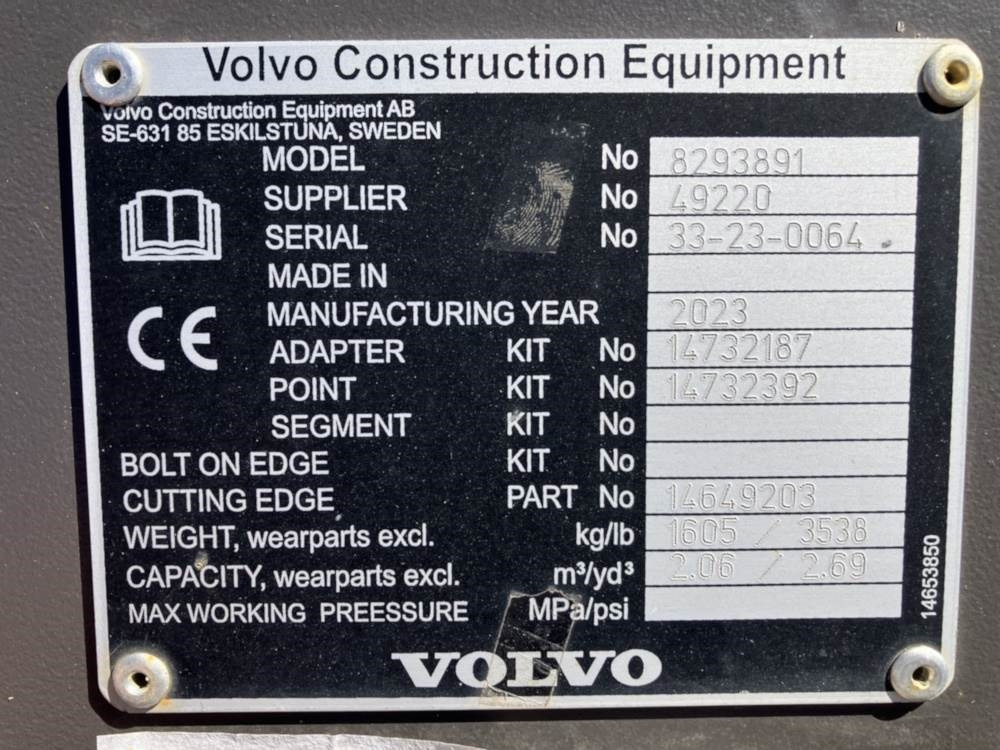 Volvo Construction Equipment
Volvo Construction Equipment AB
SE-631 85 ESKILSTUNA, SWEDEN
MODEL No 8293891
SUPPLIER No 49220
SERIAL No 33-23-0064
MADE IN
MANUFACTURING YEAR 2023
CE
ADAPTER KIT No 14732187
POINT KIT No 14732392
SEGMENT KIT No
BOLT ON EDGE KIT No
CUTTING EDGE PART No 14649203
WEIGHT, wearparts excl. kg/lb 1605 / 3538
CAPACITY, wearparts excl. m³/yd³ 2.06 / 2.69
MAX WORKING PREESSURE MPa/psi
14653850
VOLVO